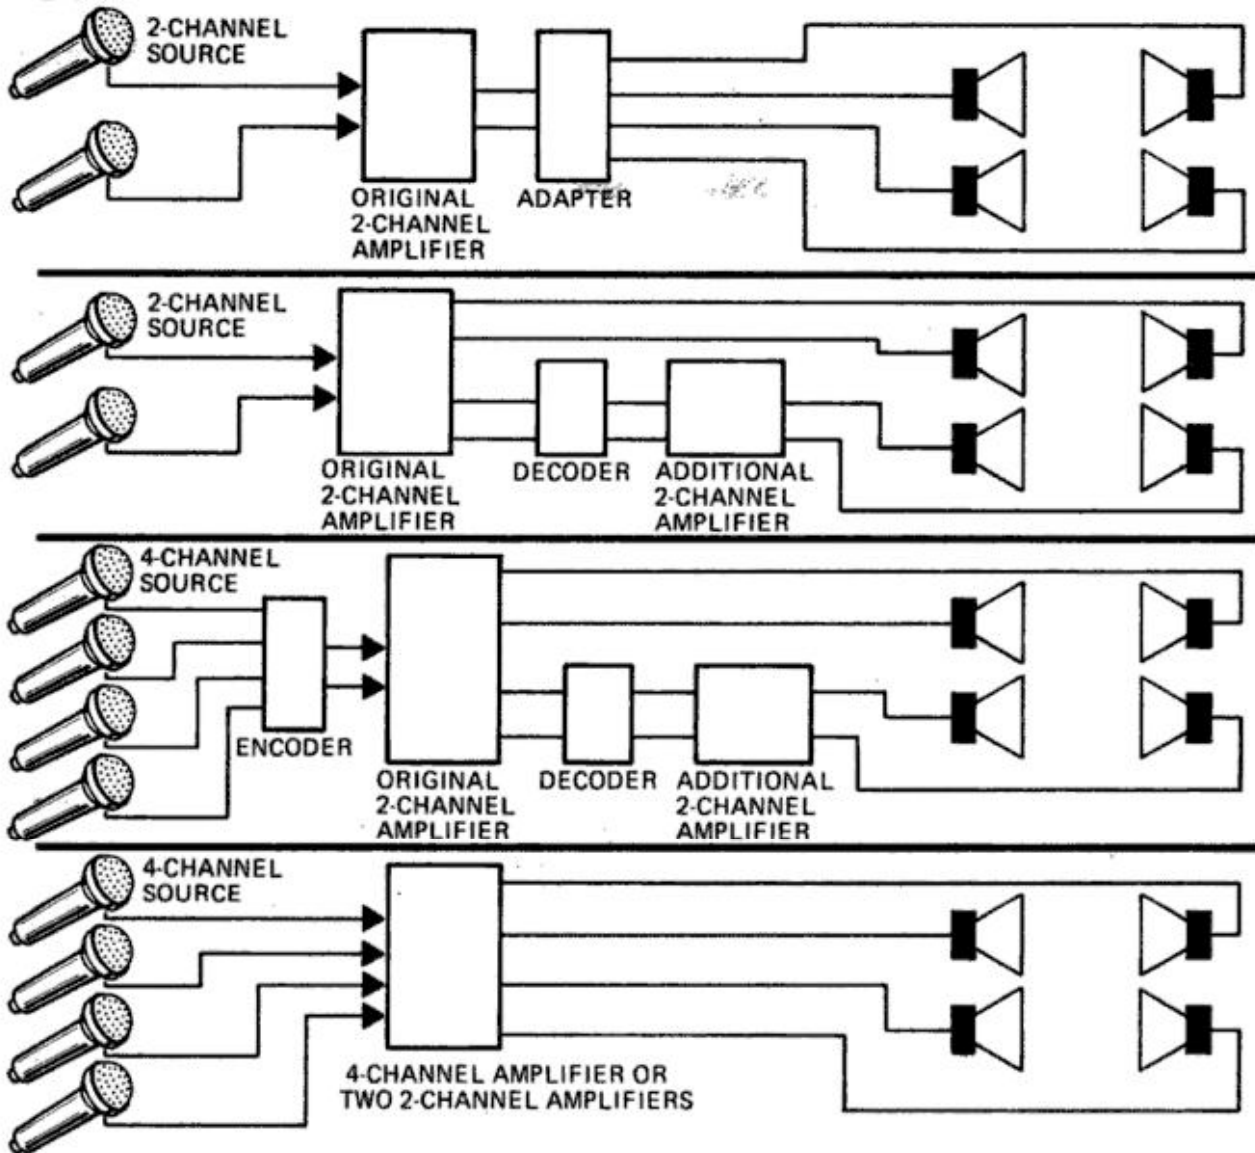 2-CHANNEL
SOURCE
ORIGINAL
2-CHANNEL
AMPLIFIER
ADAPTER
2-CHANNEL
SOURCE
ORIGINAL
2-CHANNEL
AMPLIFIER
DECODER
ADDITIONAL
2-CHANNEL
AMPLIFIER
4-CHANNEL
SOURCE
ENCODER
ORIGINAL
2-CHANNEL
AMPLIFIER
DECODER
ADDITIONAL
2-CHANNEL
AMPLIFIER
4-CHANNEL
SOURCE
4-CHANNEL AMPLIFIER OR
TWO 2-CHANNEL AMPLIFIERS